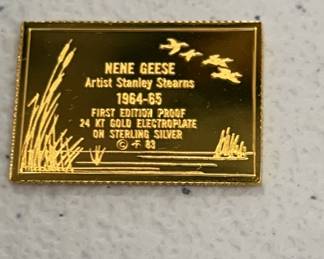 NENE GEESE
Artist Stanley Stearns
1964-65
FIRST EDITION PROOF
24 KT GOLD ELECTROPLATE
ON STERLING SILVER
© F 83